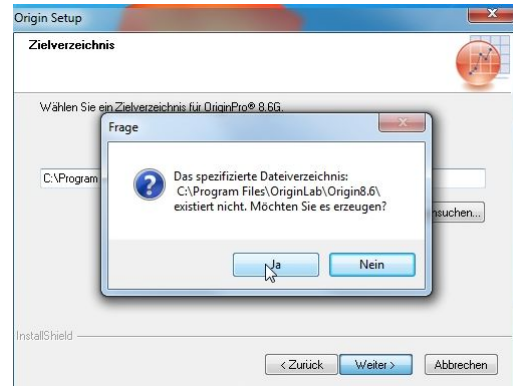 Origin Setup
Zielverzeichnis
Wählen Sie ein Zielverzeichnis für OriginPro® 8.6G.
Frage
C:\Program
Das spezifizierte Dateiverzeichnis:
C:\Program Files\OriginLab\Origin8.6\
existiert nicht. Möchten Sie es erzeugen?
Ja
Nein
InstallShield
< Zurück
Weiter >
Abbrechen